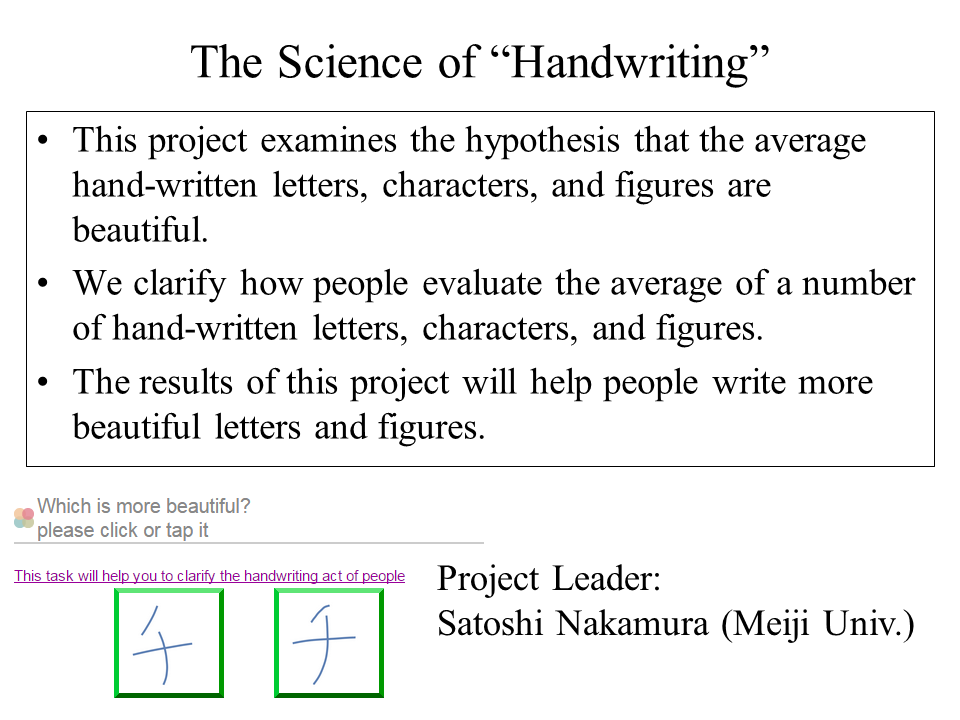 The Science of “Handwriting”
• This project examines the hypothesis that the average
hand-written letters, characters, and figures are
beautiful.
• We clarify how people evaluate the average of a number
of hand-written letters, characters, and figures.
• The results of this project will help people write more
beautiful letters and figures.
Which is more beautiful?
please click or tap it
This task will help you to clarify the handwriting act of people
チ チ
Project Leader:
Satoshi Nakamura (Meiji Univ.)